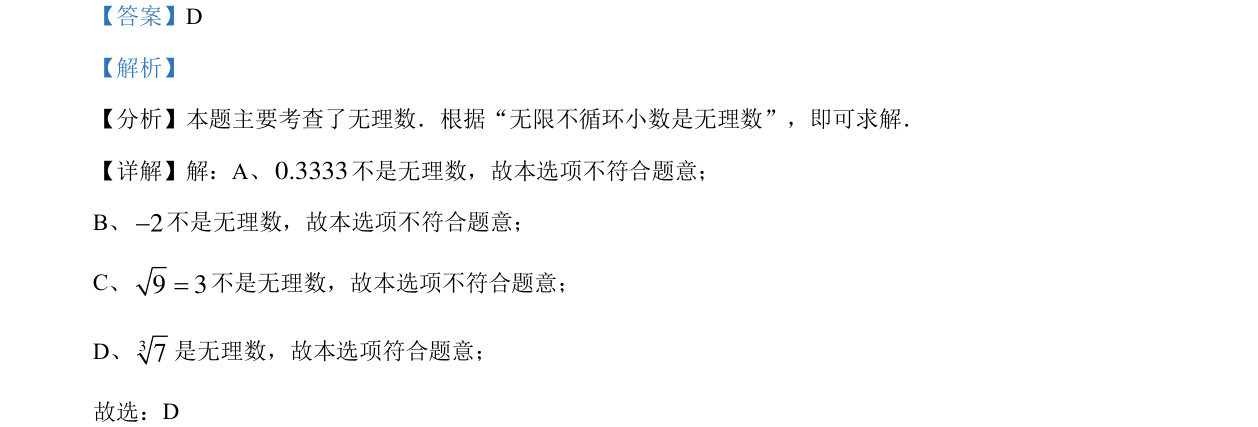 【答案】D
【解析】
【分析】本题主要考查了无理数．根据“无限不循环小数是无理数”，即可求解．
【详解】解：A、0.3333不是无理数，故本选项不符合题意；
B、−2不是无理数，故本选项不符合题意；
C、√9 = 3不是无理数，故本选项不符合题意；
D、∛7 是无理数，故本选项符合题意；
故选：D